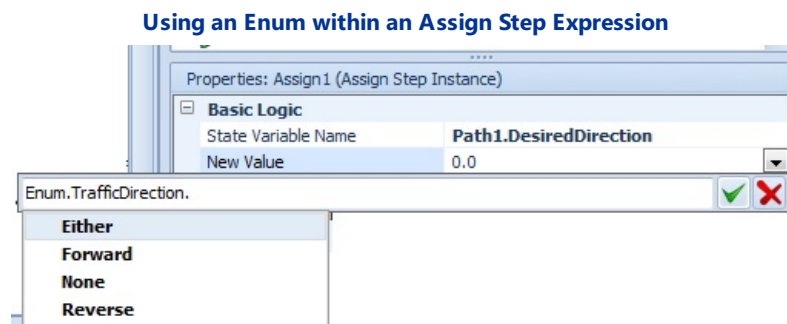 Using an Enum within an Assign Step Expression
Properties: Assign1 (Assign Step Instance)
Basic Logic
State Variable Name Path1.DesiredDirection
New Value 0.0
Enum.TrafficDirection.
Either
Forward
None
Reverse